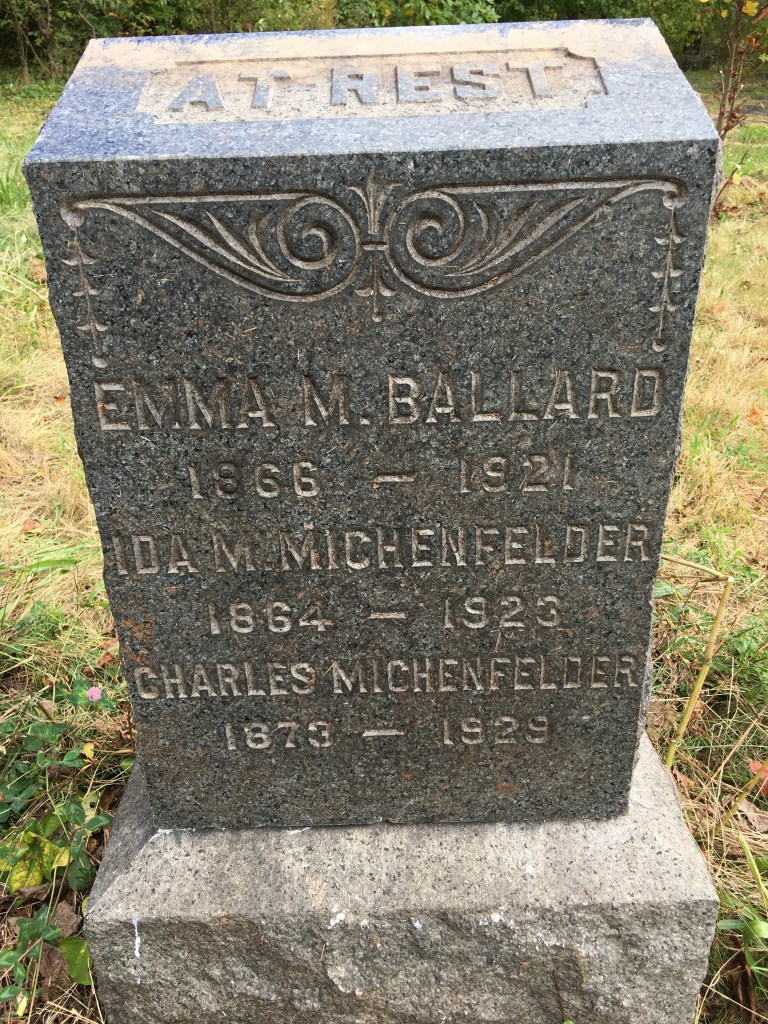 AT REST
EMMA M. BALLARD
1866 — 1921
IDA M. MICHENFELDER
1864 — 1923
CHARLES MICHENFELDER
1873 — 1929